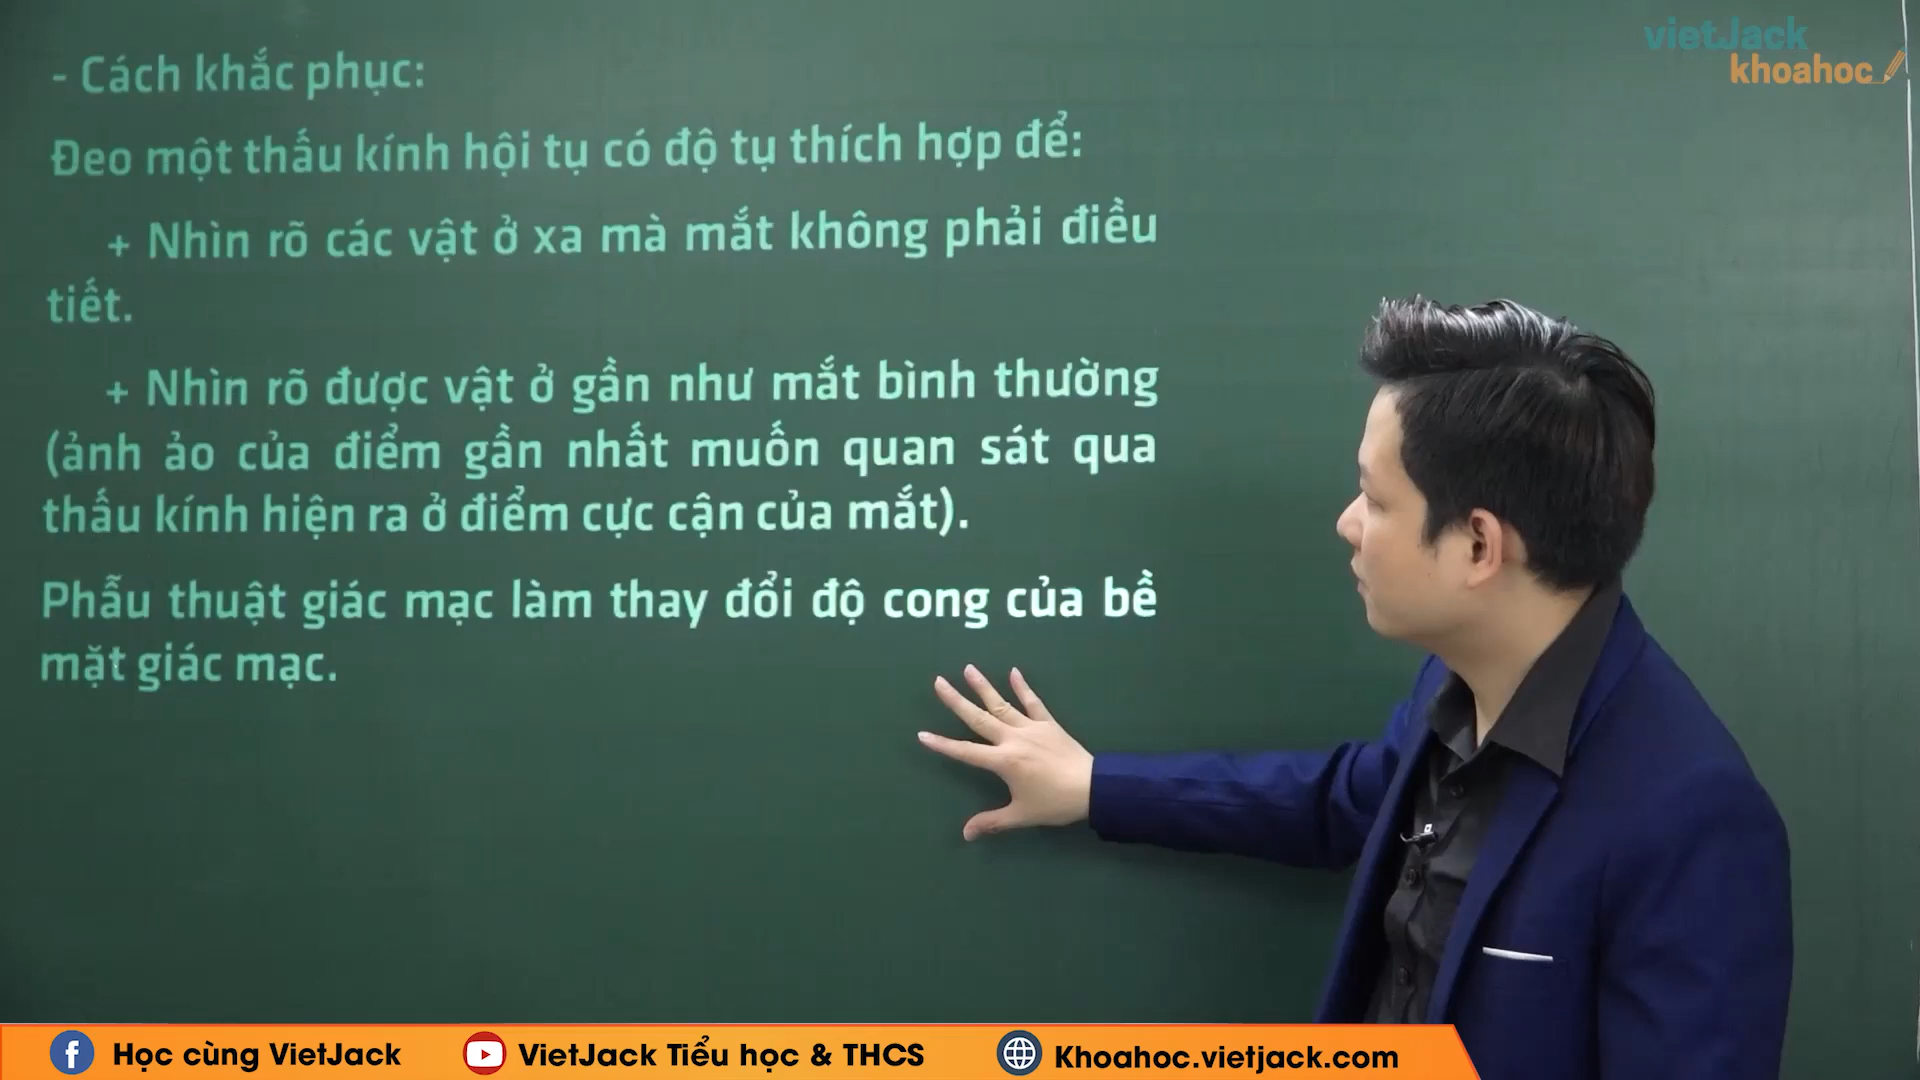 vietJack
khoahoc
- Cách khắc phục:
Đeo một thấu kính hội tụ có độ tụ thích hợp để:
+ Nhìn rõ các vật ở xa mà mắt không phải điều
tiết.
+ Nhìn rõ được vật ở gần như mắt bình thường
(ảnh ảo của điểm gần nhất muốn quan sát qua
thấu kính hiện ra ở điểm cực cận của mắt).
Phẫu thuật giác mạc làm thay đổi độ cong của bề
mặt giác mạc.
Học cùng VietJack
VietJack Tiểu học & THCS
Khoahoc.vietjack.com